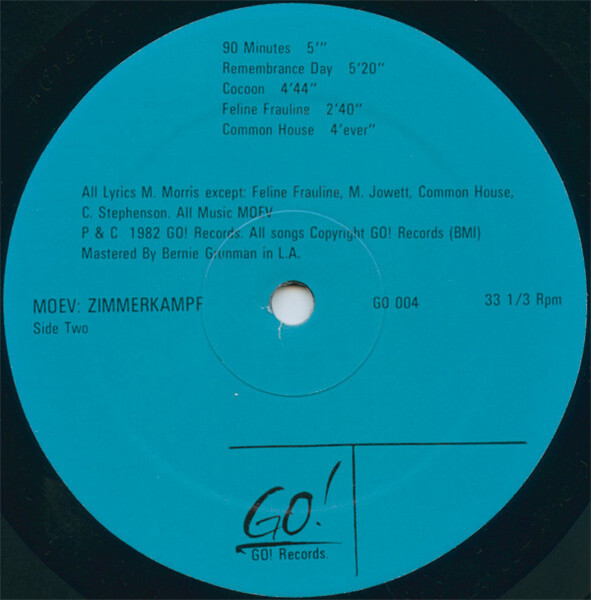 90 Minutes 5'"
Remembrance Day 5'20"
Cocoon 4'44"
Feline Frauline 2'40"
Common House 4'ever"
All Lyrics M. Morris except: Feline Frauline, M. Jowett, Common House,
C. Stephenson. All Music MOEV
P & C 1982 GO! Records. All songs Copyright GO! Records (BMI)
Mastered By Bernie Grunman in L.A.
MOEV: ZIMMERKAMPF GO 004 33 1/3 Rpm
Side Two
GO!
GO! Records.